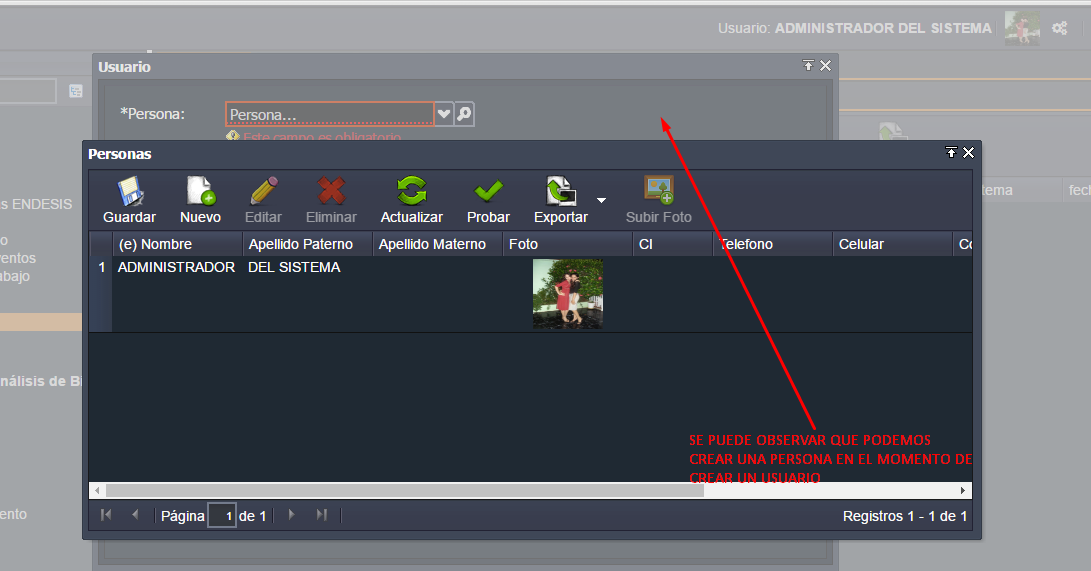 Usuario: ADMINISTRADOR DEL SISTEMA
Usuario
*Persona:
Persona...
Este campo es obligatorio
Personas
s ENDESIS
Guardar Nuevo Editar Eliminar Actualizar Probar Exportar Subir Foto
tema fech
(e) Nombre Apellido Paterno Apellido Materno Foto CI Telefono Celular Co
o
entos
bajo
1 ADMINISTRADOR DEL SISTEMA
nálisis de Bi
SE PUEDE OBSERVAR QUE PODEMOS
CREAR UNA PERSONA EN EL MOMENTO DE
CREAR UN USUARIO
ento
Página 1 de 1
Registros 1 - 1 de 1